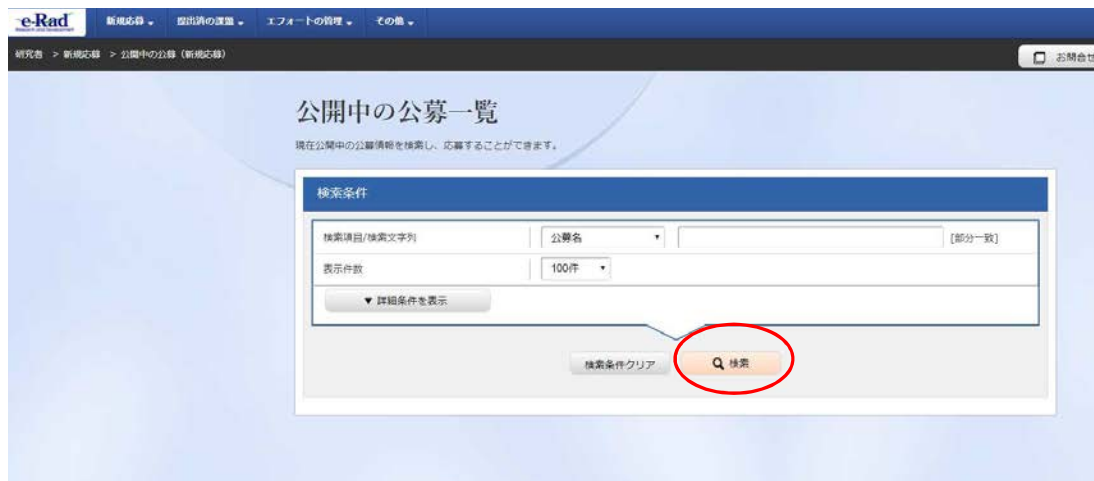 e-Rad 新規応募 提出済の課題 エフォートの管理 その他
研究者 > 新規応募 > 公開中の公募（新規応募）
お問合せ
公開中の公募一覧
現在公開中の公募情報を検索し、応募することができます。
検索条件
検索項目/検索文字列 公募名 [部分一致]
表示件数 100件
▼ 詳細条件を表示
検索条件クリア 検索